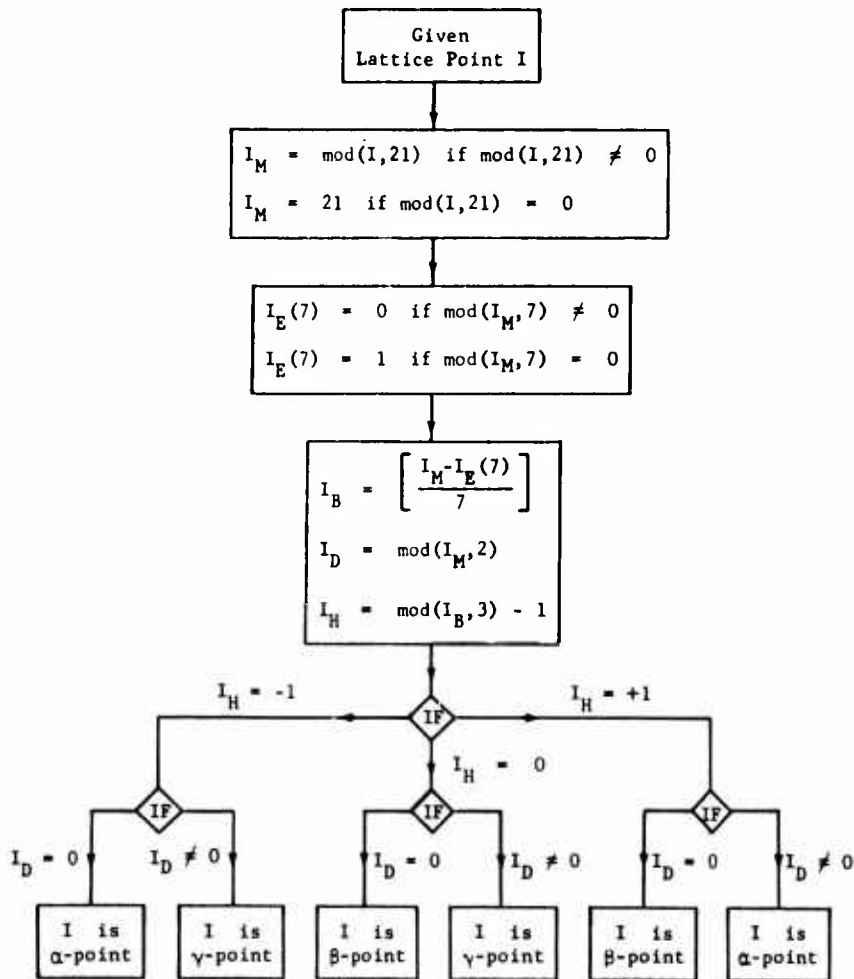 Given
Lattice Point I
I_M = mod(I,21) if mod(I,21) ≠ 0
I_M = 21 if mod(I,21) = 0
I_E(7) = 0 if mod(I_M,7) ≠ 0
I_E(7) = 1 if mod(I_M,7) = 0
I_B = [ (I_M-I_E(7)) / 7 ]
I_D = mod(I_M,2)
I_H = mod(I_B,3) - 1
I_H = -1
IF
I_H = +1
I_H = 0
IF
IF
IF
I_D = 0
I_D ≠ 0
I_D = 0
I_D ≠ 0
I_D = 0
I_D ≠ 0
I is
α-point
I is
γ-point
I is
β-point
I is
γ-point
I is
β-point
I is
α-point